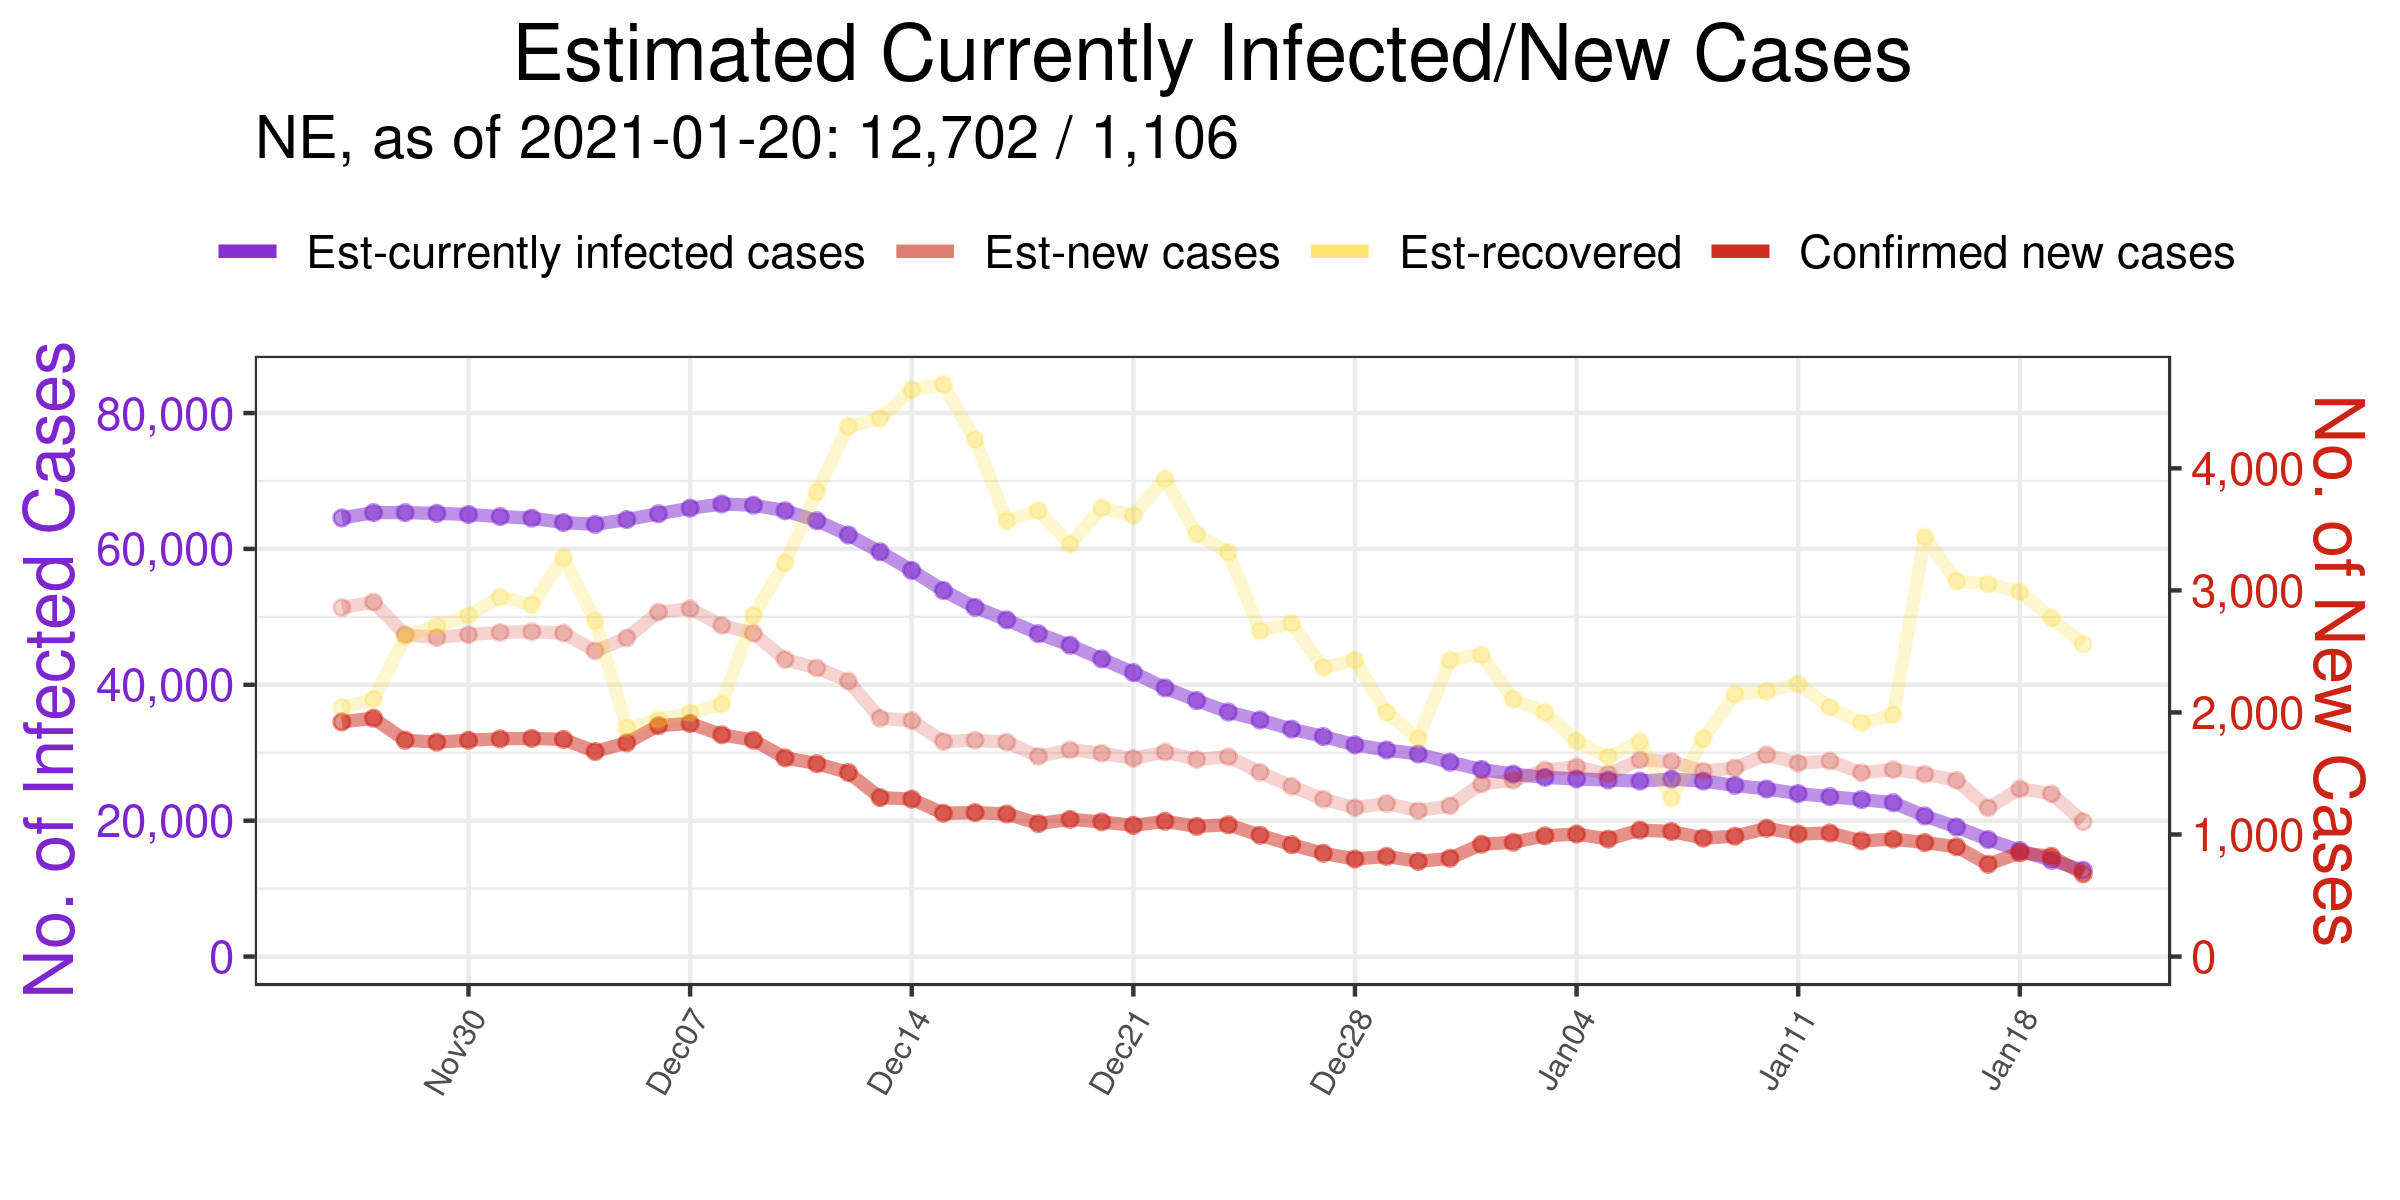 Estimated Currently Infected/New Cases
NE, as of 2021-01-20: 12,702 / 1,106
Est-currently infected cases Est-new cases Est-recovered Confirmed new cases
No. of Infected Cases
80,000
60,000
40,000
20,000
0
4,000
3,000
2,000
1,000
0
No. of New Cases
Nov30 Dec07 Dec14 Dec21 Dec28 Jan04 Jan11 Jan18